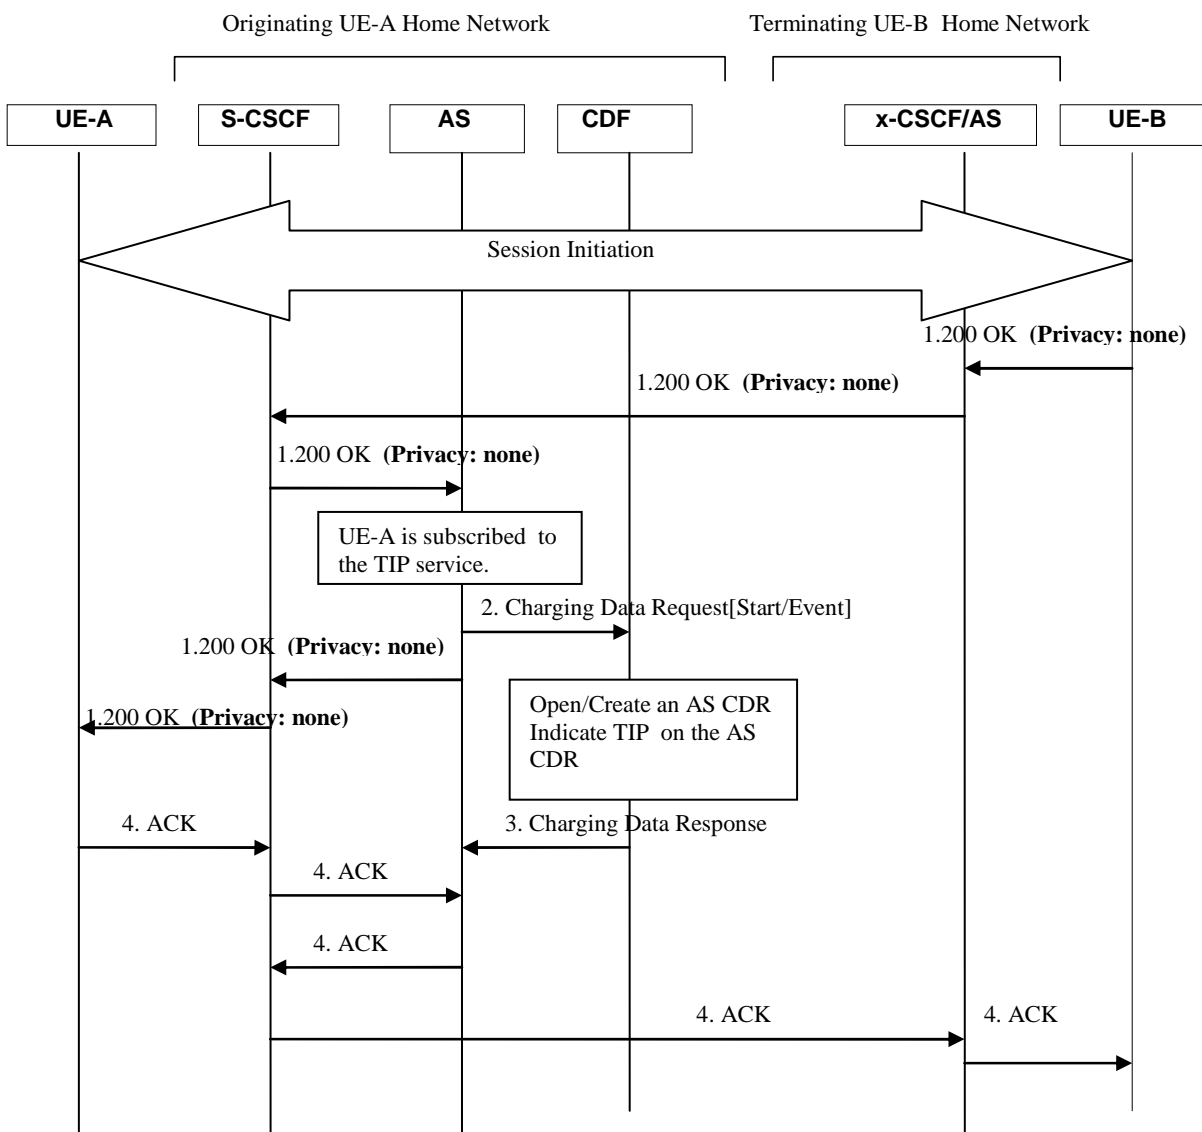 Originating UE-A Home Network
Terminating UE-B Home Network
UE-A
S-CSCF
AS
CDF
x-CSCF/AS
UE-B
Session Initiation
1.200 OK (Privacy: none)
1.200 OK (Privacy: none)
1.200 OK (Privacy: none)
UE-A is subscribed to
the TIP service.
2. Charging Data Request[Start/Event]
1.200 OK (Privacy: none)
1.200 OK (Privacy: none)
Open/Create an AS CDR
Indicate TIP on the AS
CDR
4. ACK
3. Charging Data Response
4. ACK
4. ACK
4. ACK
4. ACK